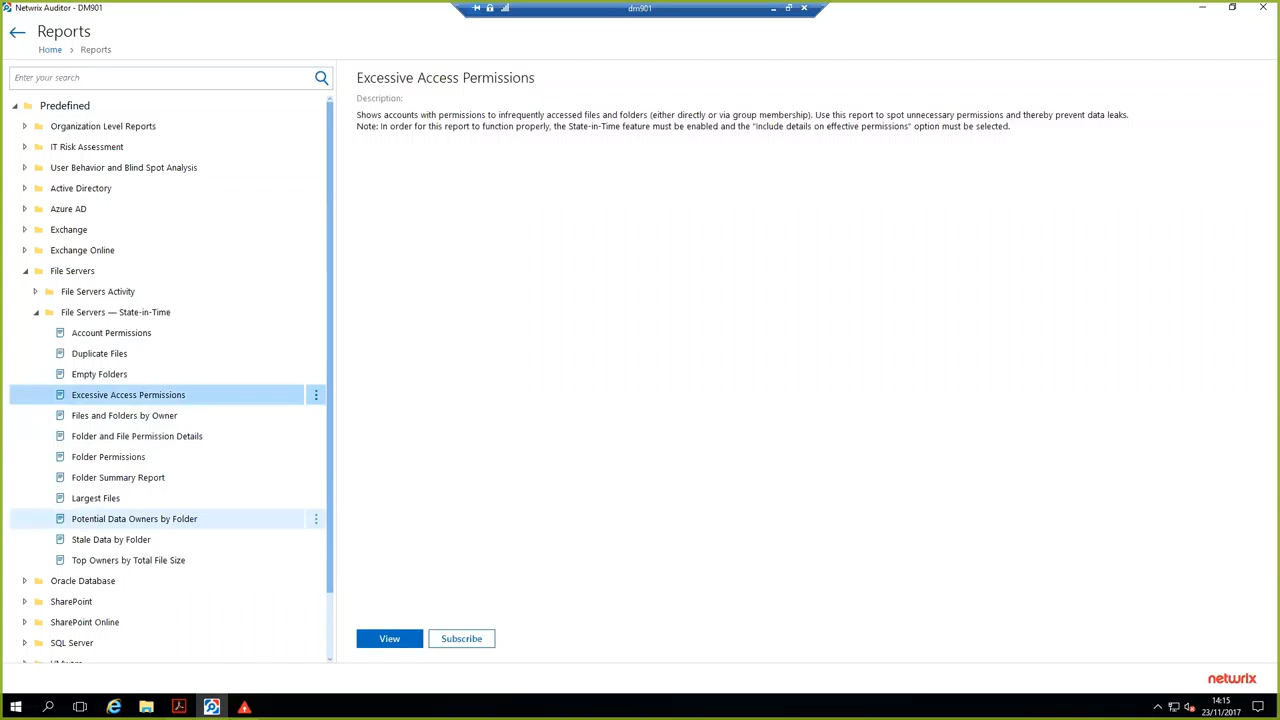 Netwrix Auditor - DM901
dm901
Reports
Home > Reports
Enter your search
Predefined
Organization Level Reports
IT Risk Assessment
User Behavior and Blind Spot Analysis
Active Directory
Azure AD
Exchange
Exchange Online
File Servers
File Servers Activity
File Servers — State-in-Time
Account Permissions
Duplicate Files
Empty Folders
Excessive Access Permissions
Files and Folders by Owner
Folder and File Permission Details
Folder Permissions
Folder Summary Report
Largest Files
Potential Data Owners by Folder
Stale Data by Folder
Top Owners by Total File Size
Oracle Database
SharePoint
SharePoint Online
SQL Server
Excessive Access Permissions
Description:
Shows accounts with permissions to infrequently accessed files and folders (either directly or via group membership). Use this report to spot unnecessary permissions and thereby prevent data leaks.
Note: In order for this report to function properly, the State-in-Time feature must be enabled and the "Include details on effective permissions" option must be selected.
View
Subscribe
netwrix
14:15
23/11/2017